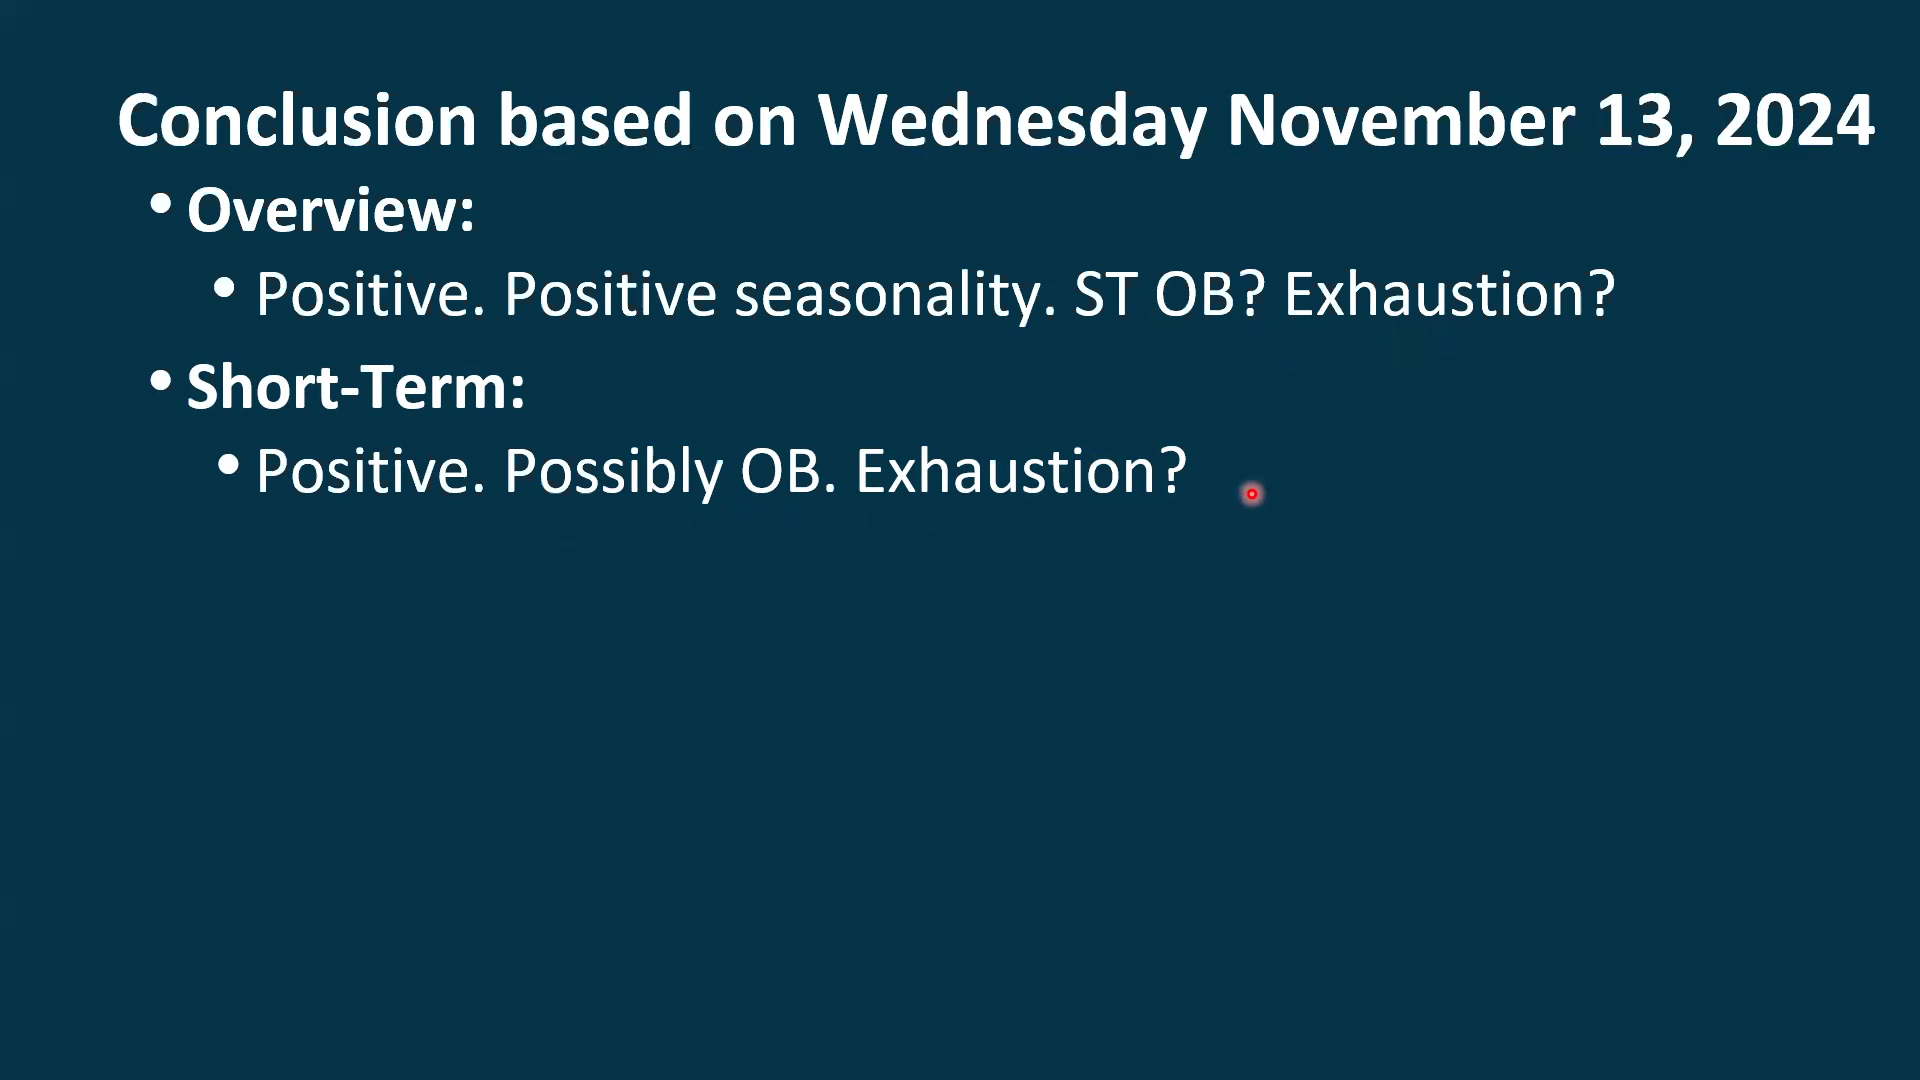 Conclusion based on Wednesday November 13, 2024
• Overview:
• Positive. Positive seasonality. ST OB? Exhaustion?
• Short-Term:
• Positive. Possibly OB. Exhaustion?